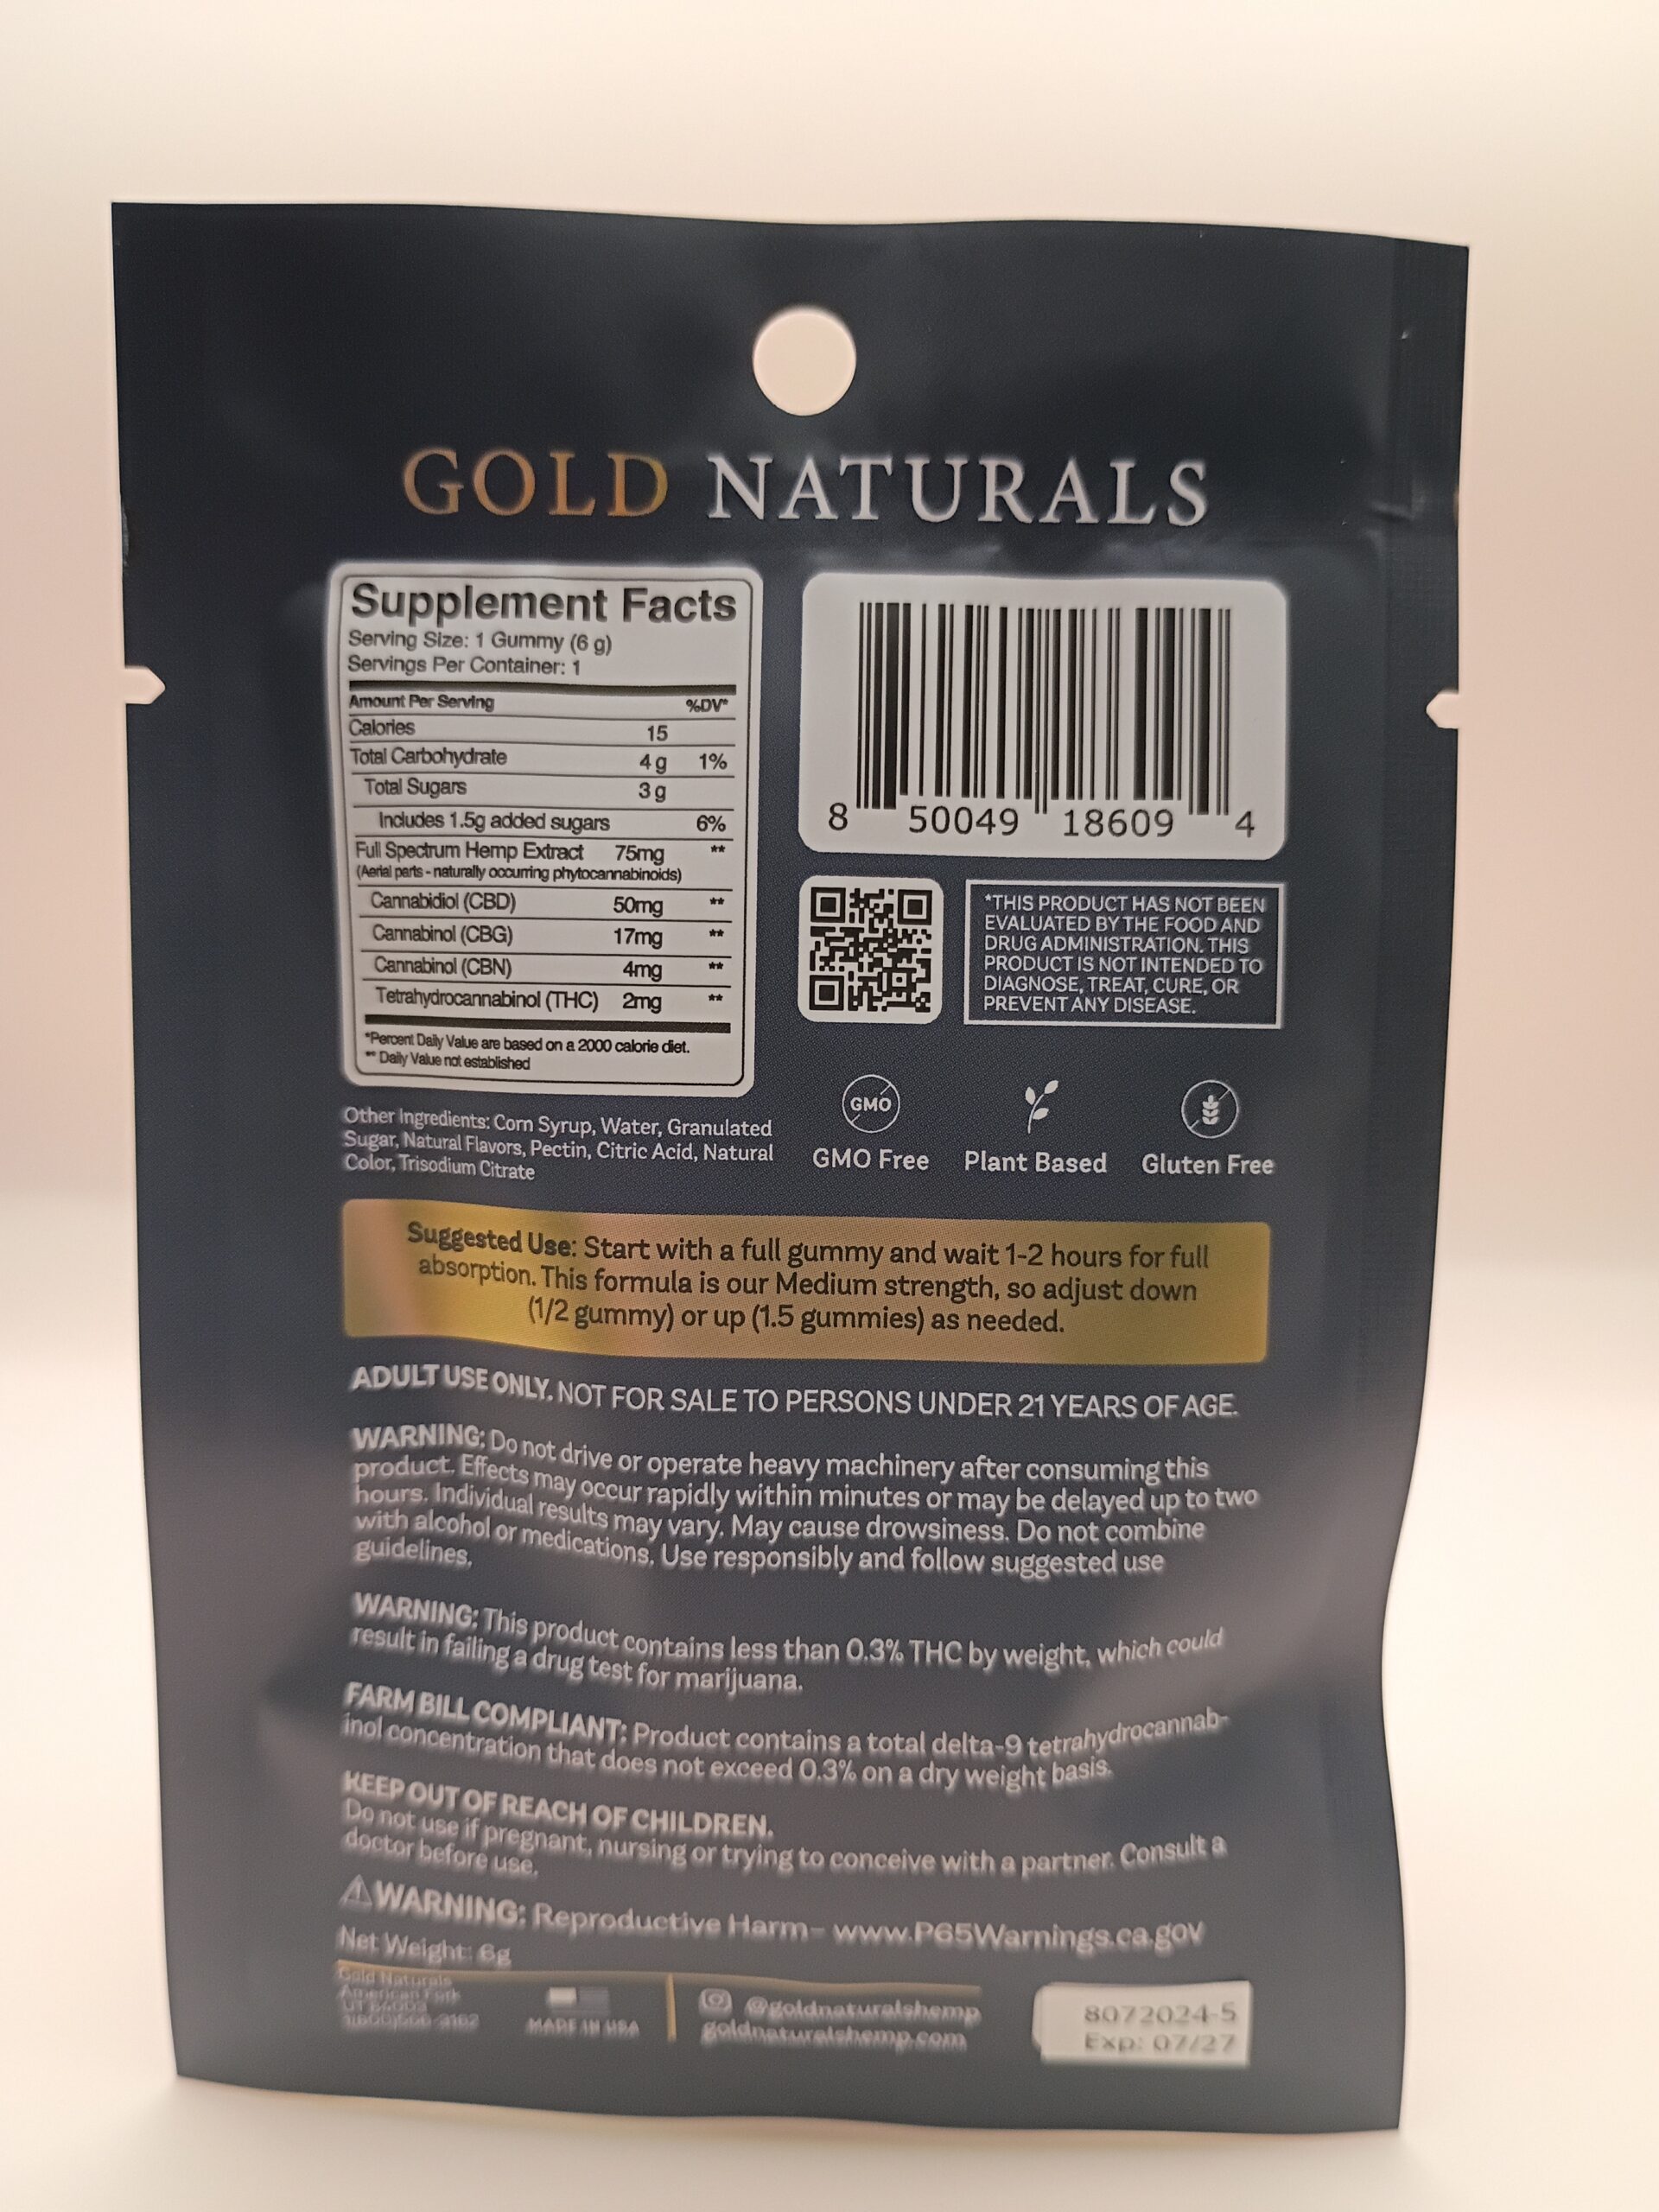 GOLD NATURALS
Supplement Facts
Serving Size: 1 Gummy (6 g)
Servings Per Container: 1
Amount Per Serving %DV*
Calories 15
Total Carbohydrate 4 g 1%
Total Sugars 3 g
Includes 1.5g added sugars 6%
Full Spectrum Hemp Extract 75mg **
(Aerial parts - naturally occurring phytocannabinoids)
Cannabidiol (CBD) 50mg **
Cannabinol (CBG) 17mg **
Cannabinol (CBN) 4mg **
Tetrahydrocannabinol (THC) 2mg **
*Percent Daily Value are based on a 2000 calorie diet.
** Daily Value not established
Other Ingredients: Corn Syrup, Water, Granulated
Sugar, Natural Flavors, Pectin, Citric Acid, Natural
Color, Trisodium Citrate
8 50049 18609 4
*THIS PRODUCT HAS NOT BEEN
EVALUATED BY THE FOOD AND
DRUG ADMINISTRATION. THIS
PRODUCT IS NOT INTENDED TO
DIAGNOSE, TREAT, CURE, OR
PREVENT ANY DISEASE.
GMO
GMO Free Plant Based Gluten Free
Suggested Use: Start with a full gummy and wait 1-2 hours for full
absorption. This formula is our Medium strength, so adjust down
(1/2 gummy) or up (1.5 gummies) as needed.
ADULT USE ONLY. NOT FOR SALE TO PERSONS UNDER 21 YEARS OF AGE.
WARNING: Do not drive or operate heavy machinery after consuming this
product. Effects may occur rapidly within minutes or may be delayed up to two
hours. Individual results may vary. May cause drowsiness. Do not combine
with alcohol or medications. Use responsibly and follow suggested use
guidelines.
WARNING: This product contains less than 0.3% THC by weight, which could
result in failing a drug test for marijuana.
FARM BILL COMPLIANT: Product contains a total delta-9 tetrahydrocannab-
inol concentration that does not exceed 0.3% on a dry weight basis.
KEEP OUT OF REACH OF CHILDREN.
Do not use if pregnant, nursing or trying to conceive with a partner. Consult a
doctor before use.
WARNING: Reproductive Harm- www.P65Warnings.ca.gov
Net Weight: 6g
Gold Naturals
American Fork
UT
MADE IN USA
@goldnaturalshemp
goldnaturalshemp.com
8072024-5
Exp: 07/27